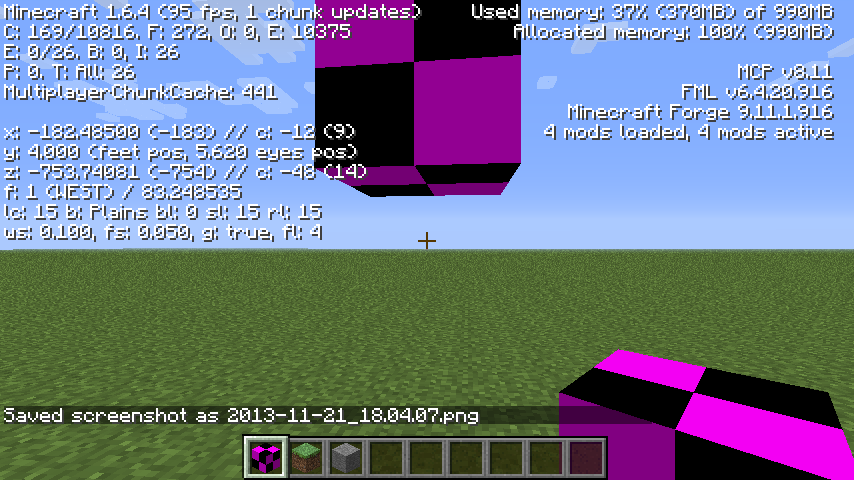 Minecraft 1.6.4 (95 fps, 1 chunk updates)
C: 169/10816. F: 272, O: 0, E: 10375
E: 0/26. B: 0, I: 26
P: 0. T: All: 26
MultiplayerChunkCache: 441
x: -182.48500 (-183) // c: -12 (9)
y: 4.000 (feet pos, 5.620 eyes pos)
z: -753.74081 (-754) // c: -48 (14)
f: 1 (WEST) / 83.248535
lc: 15 b: Plains bl: 0 sl: 15 rl: 15
ws: 0.100, fs: 0.050, g: true, fl: 4
Used memory: 37% (370MB) of 990MB
Allocated memory: 100% (990MB)
MCP v8.11
FML v6.4.20.916
Minecraft Forge 9.11.1.916
4 mods loaded, 4 mods active
Saved screenshot as 2013-11-21_18.04.07.png